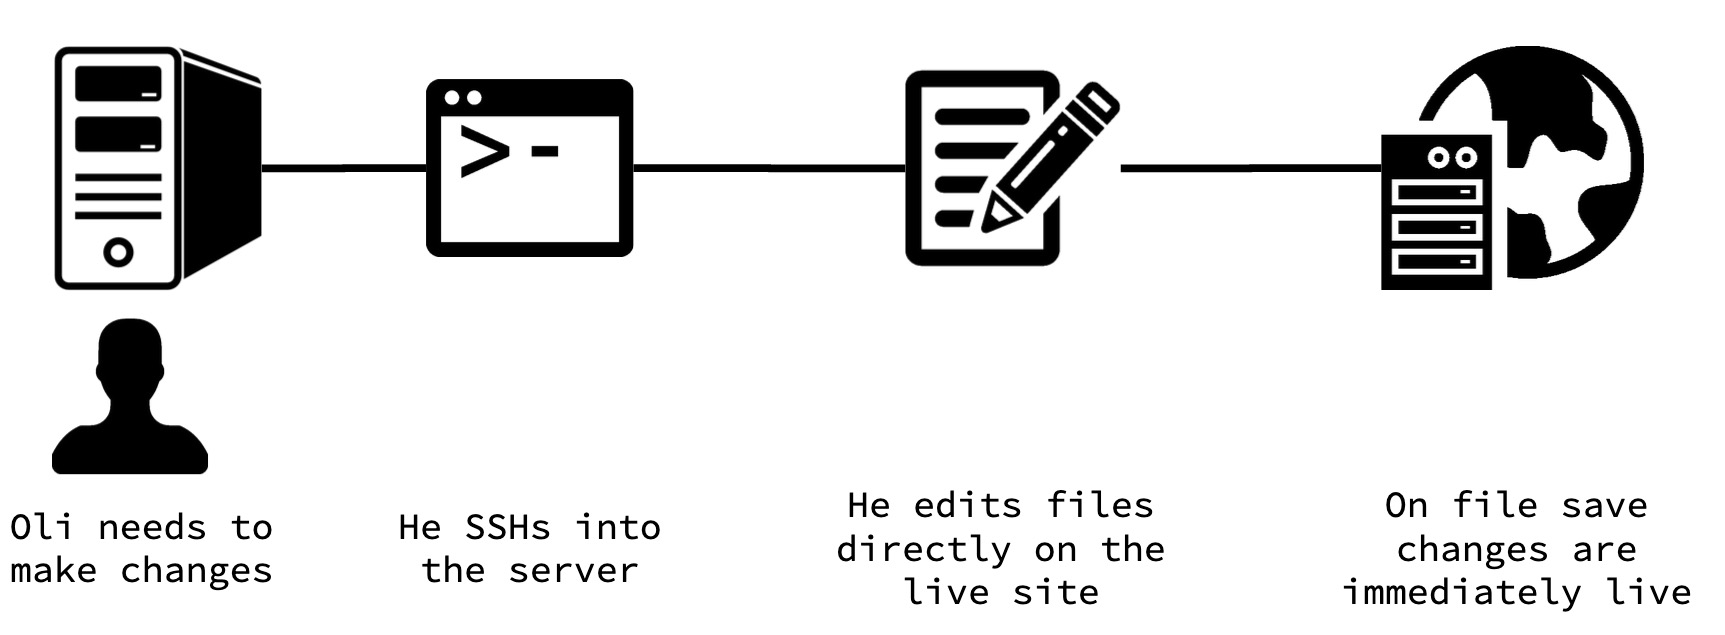 >-
Oli needs to
make changes
He SSHs into
the server
He edits files
directly on the
live site
On file save
changes are
immediately live